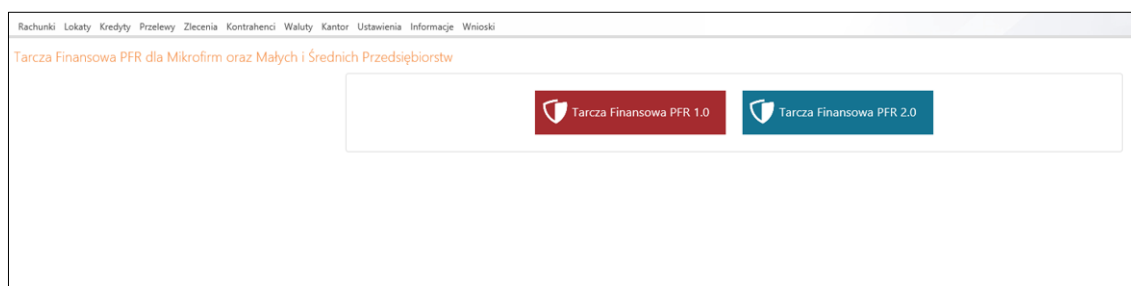 Rachunki Lokaty Kredyty Przelewy Zlecenia Kontrahenci Waluty Kantor Ustawienia Informacje Wnioski
Tarcza Finansowa PFR dla Mikrofirm oraz Małych i Średnich Przedsiębiorstw
Tarcza Finansowa PFR 1.0 Tarcza Finansowa PFR 2.0